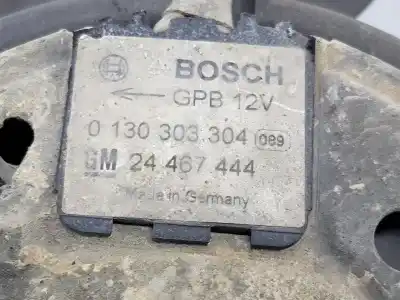 BOSCH
GPB 12V
0 130 303 304 089
GM 24 467 444
Made in Germany